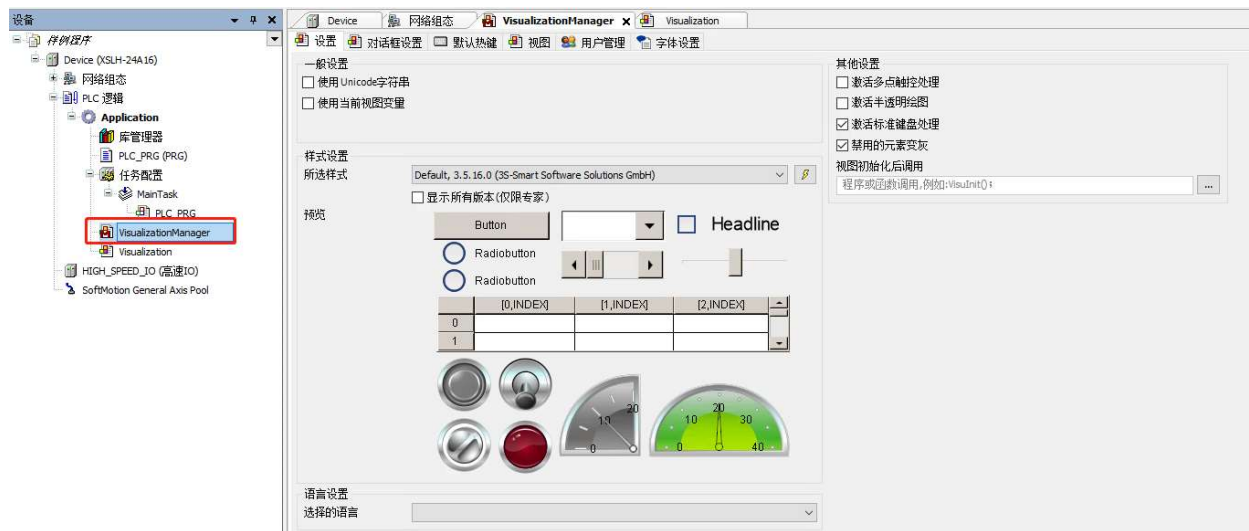 设备
样例程序
Device (XSLH-24A16)
网络组态
PLC 逻辑
Application
库管理器
PLC_PRG (PRG)
任务配置
MainTask
PLC_PRG
VisualizationManager
Visualization
HIGH_SPEED_IO (高速IO)
SoftMotion General Axis Pool
Device 网络组态 VisualizationManager Visualization
设置 对话框设置 默认热键 视图 用户管理 字体设置
一般设置
使用Unicode字符串
使用当前视图变量
样式设置
所选样式 Default, 3.5.16.0 (3S-Smart Software Solutions GmbH)
显示所有版本(仅限专家)
预览
Button Headline
Radiobutton
Radiobutton
[0,INDEX] [1,INDEX] [2,INDEX]
0
1
0 10 20
0 10 20 30 40
语言设置
选择的语言
其他设置
激活多点触控处理
激活半透明绘图
激活标准键盘处理
禁用的元素变灰
视图初始化后调用
程序或函数调用,例如:VisuInit();
...